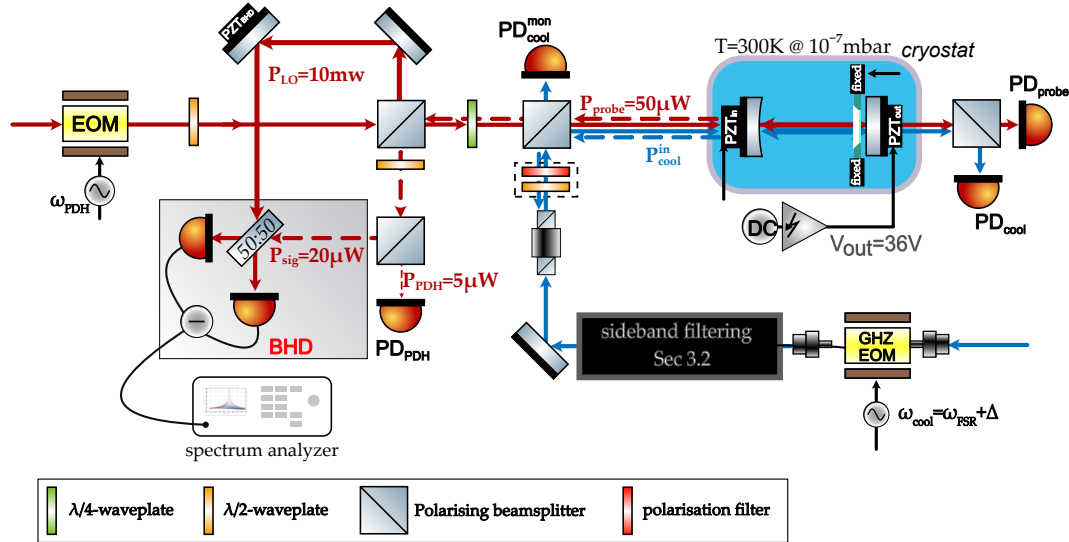 PZT_BHD
PD_cool^mon
T=300K @ 10⁻⁷mbar
cryostat
P_LO=10mw
fixed
PD_probe
EOM
P_probe=50μW
PZT_in
PZT_out
P_cool^in
fixed
ω_PDH
PD_cool
50:50
DC
V_out=36V
P_sig=20μW
P_PDH=5μW
BHD
PD_PDH
sideband filtering
Sec 3.2
GHZ
EOM
ω_cool=ω_FSR+Δ
spectrum analyzer
λ/4-waveplate
λ/2-waveplate
Polarising beamsplitter
polarisation filter